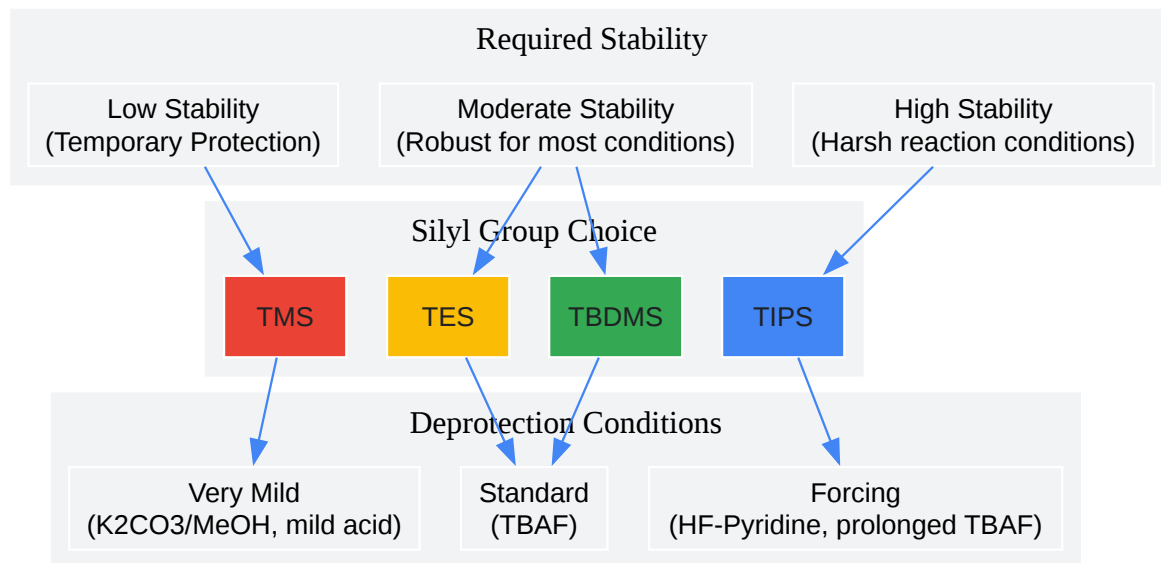 Required Stability
Low Stability
(Temporary Protection)
Moderate Stability
(Robust for most conditions)
High Stability
(Harsh reaction conditions)
Silyl Group Choice
TMS
TES
TBDMS
TIPS
Deprotection Conditions
Very Mild
(K2CO3/MeOH, mild acid)
Standard
(TBAF)
Forcing
(HF-Pyridine, prolonged TBAF)